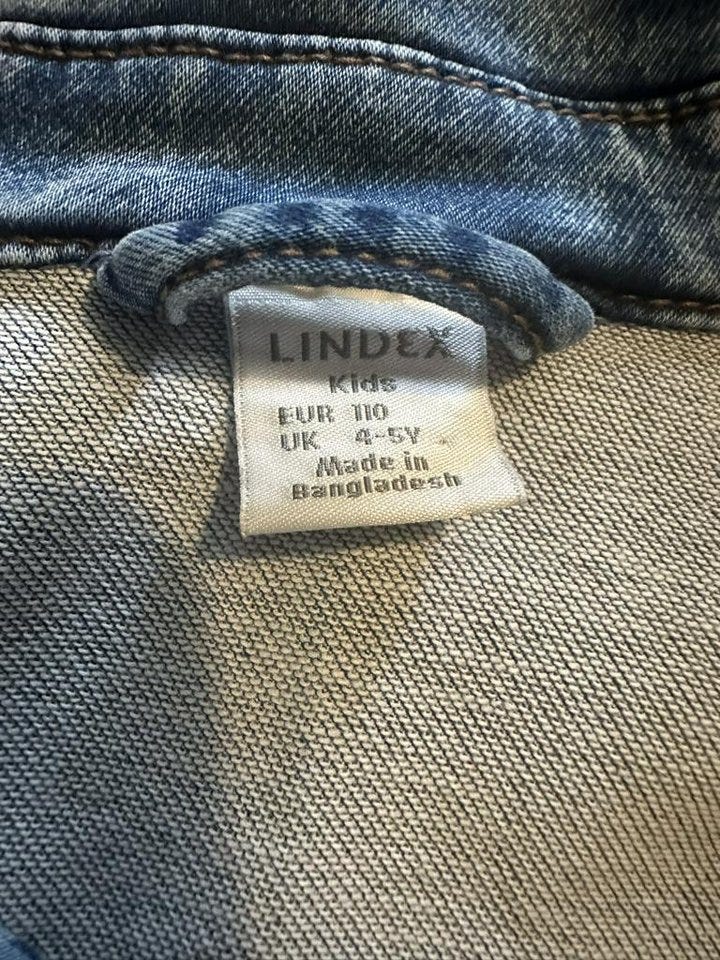 LINDEX
Kids
EUR 110
UK 4-5Y
Made in
Bangladesh